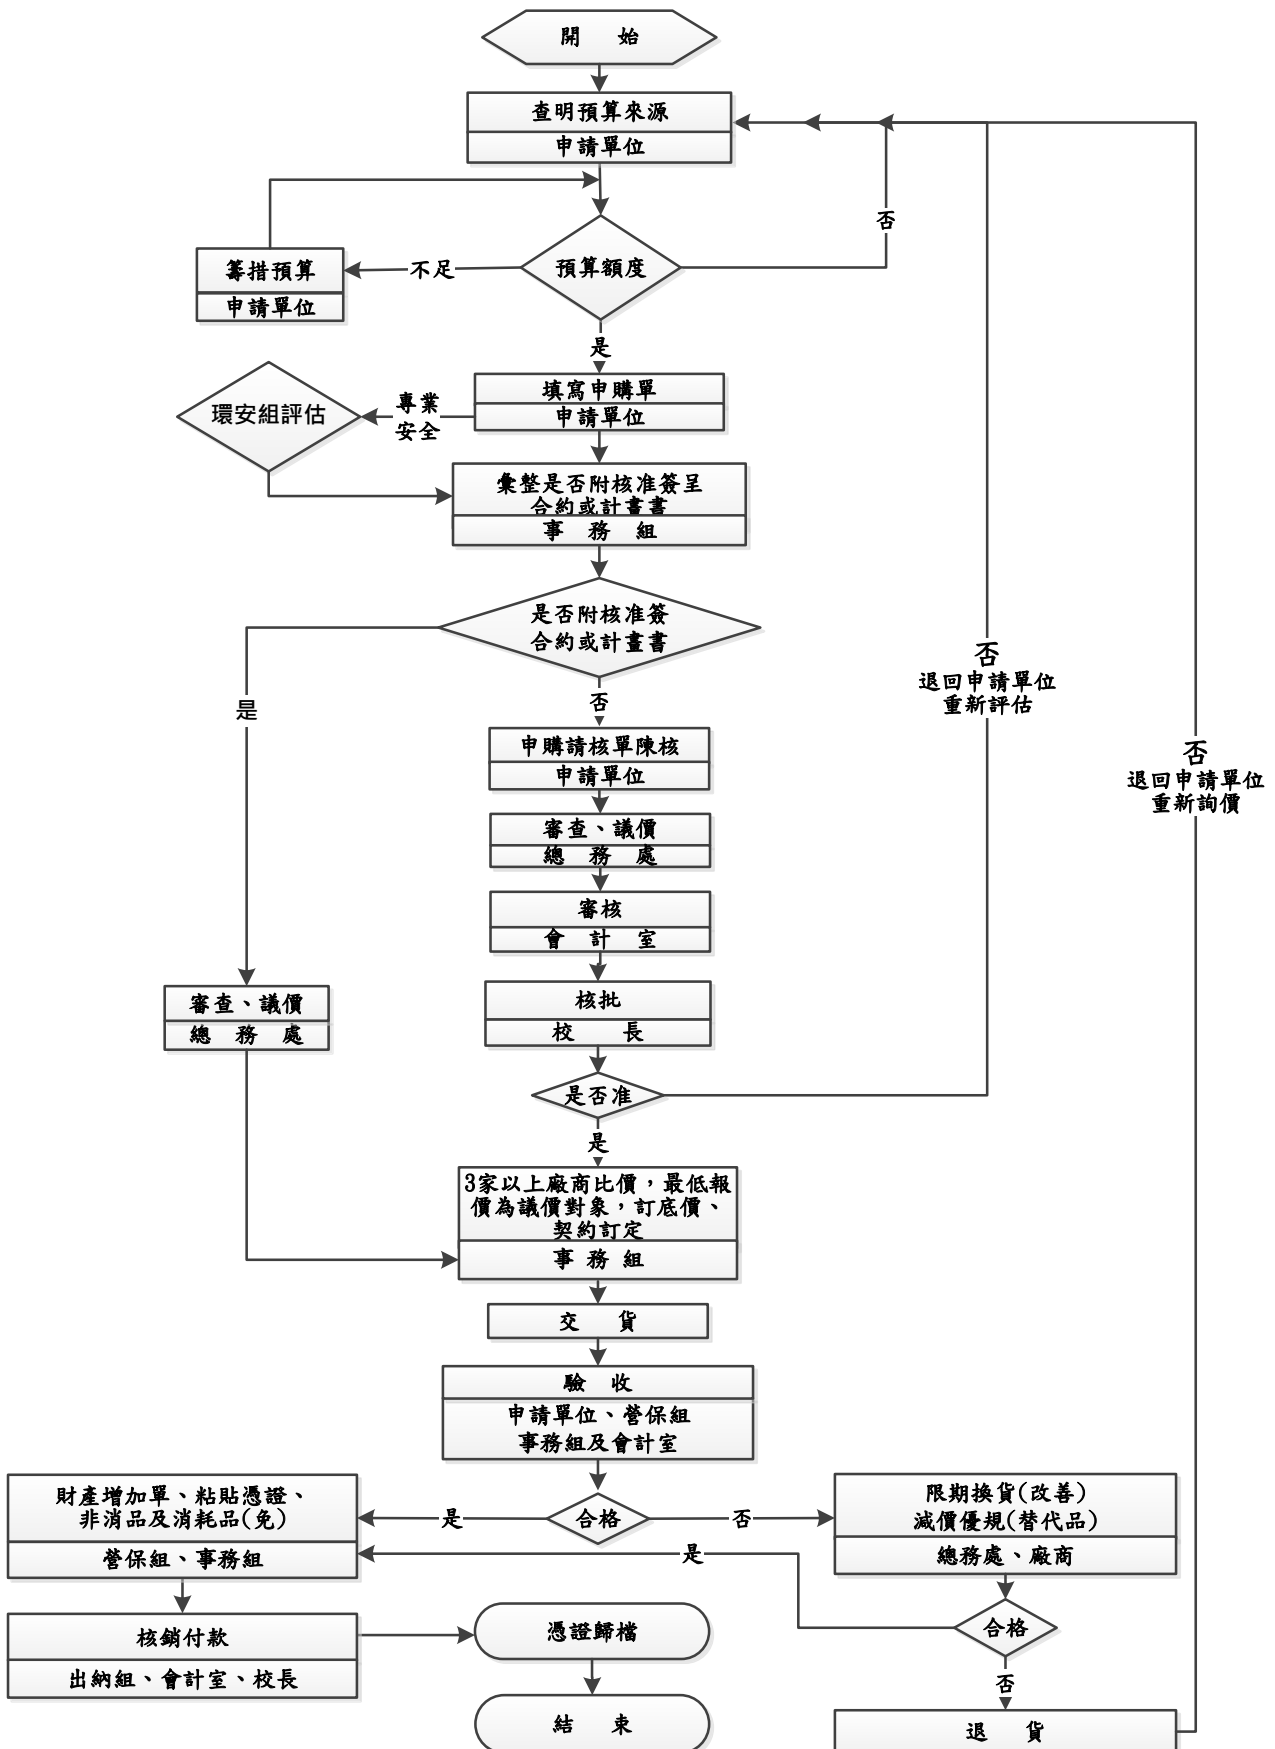 開 始
查明預算來源
申請單位
否
預算額度
不足
籌措預算
申請單位
是
填寫申購單
申請單位
專業
安全
環安組評估
彙整是否附核准簽呈
合約或計畫書
事 務 組
是否附核准簽
合約或計畫書
是
否
否
退回申請單位
重新評估
申購請核單陳核
申請單位
否
退回申請單位
重新詢價
審查、議價
總 務 處
審核
會 計 室
核批
校 長
審查、議價
總 務 處
是否准
是
3家以上廠商比價，最低報
價為議價對象，訂底價、
契約訂定
事 務 組
交 貨
驗 收
申請單位、營保組
事務組及會計室
合格
是
否
財產增加單、粘貼憑證、
非消品及消耗品(免)
營保組、事務組
限期換貨(改善)
減價優規(替代品)
總務處、廠商
是
合格
核銷付款
出納組、會計室、校長
憑證歸檔
否
結 束
退 貨